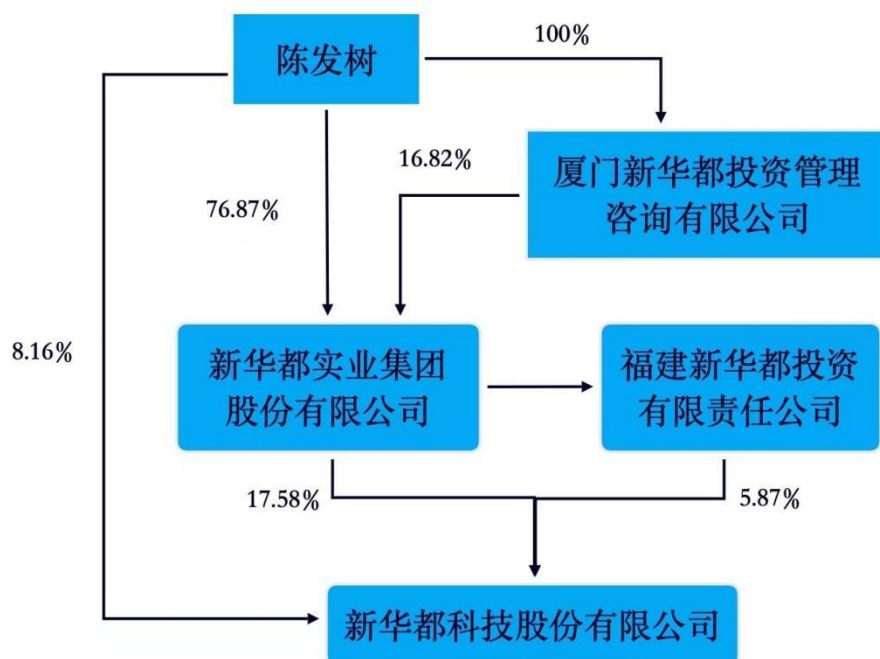 100%
陈发树
16.82%
厦门新华都投资管理
咨询有限公司
76.87%
8.16%
新华都实业集团
股份有限公司
福建新华都投资
有限责任公司
17.58%
5.87%
新华都科技股份有限公司